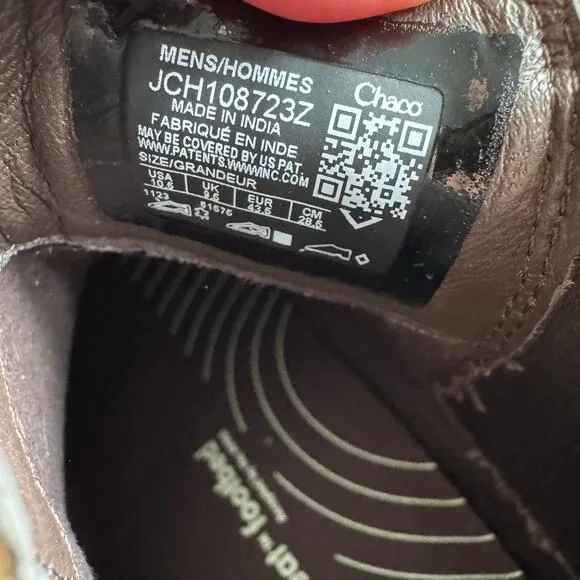 MENS/HOMMES
Chaco
JCH108723Z
MADE IN INDIA
FABRIQUÉ EN INDE
MAY BE COVERED BY US PAT.
WWW.PATENTS.WWWINC.COM
SIZE/GRANDEUR
USA UK EUR CM
10.5 9.5 43.5 28.5
1123 61575
footbed